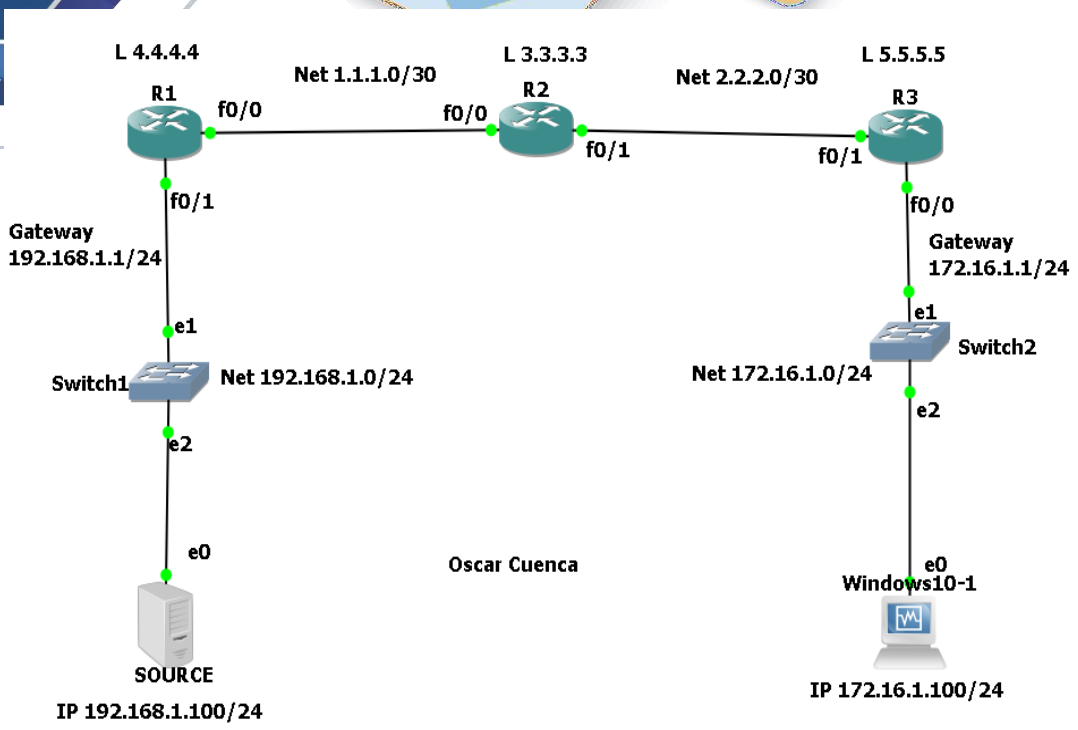 L 4.4.4.4
L 3.3.3.3
L 5.5.5.5
Net 1.1.1.0/30
Net 2.2.2.0/30
R1
R2
R3
f0/0
f0/0
f0/1
f0/1
f0/1
f0/0
Gateway
192.168.1.1/24
Gateway
172.16.1.1/24
e1
e1
Switch1
Net 192.168.1.0/24
Net 172.16.1.0/24
Switch2
e2
e2
e0
Oscar Cuenca
e0
Windows10-1
SOURCE
IP 192.168.1.100/24
IP 172.16.1.100/24